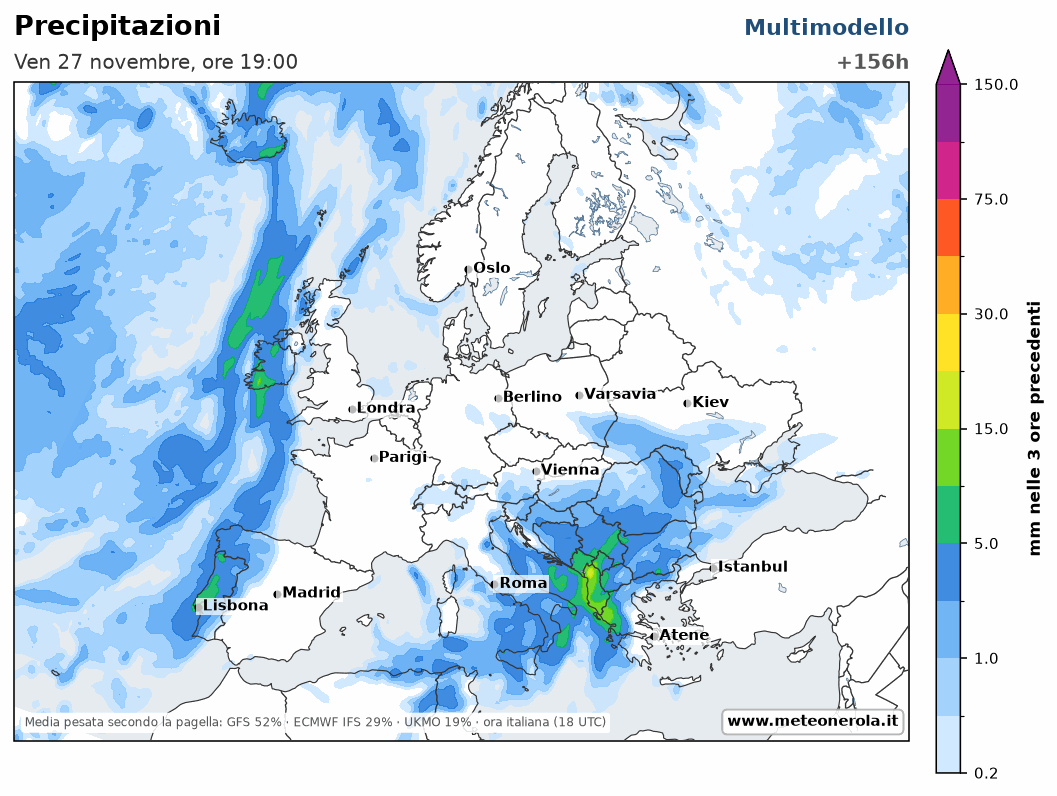 Precipitazioni
Multimodello
Ven 27 novembre, ore 19:00
+156h
150.0
75.0
30.0
15.0
5.0
1.0
0.2
mm nelle 3 ore precedenti
Oslo
Berlino
Varsavia
Kiev
Londra
Parigi
Vienna
Istanbul
Roma
Madrid
Lisbona
Atene
Media pesata secondo la pagella: GFS 52% · ECMWF IFS 29% · UKMO 19% · ora italiana (18 UTC)
www.meteonerola.it